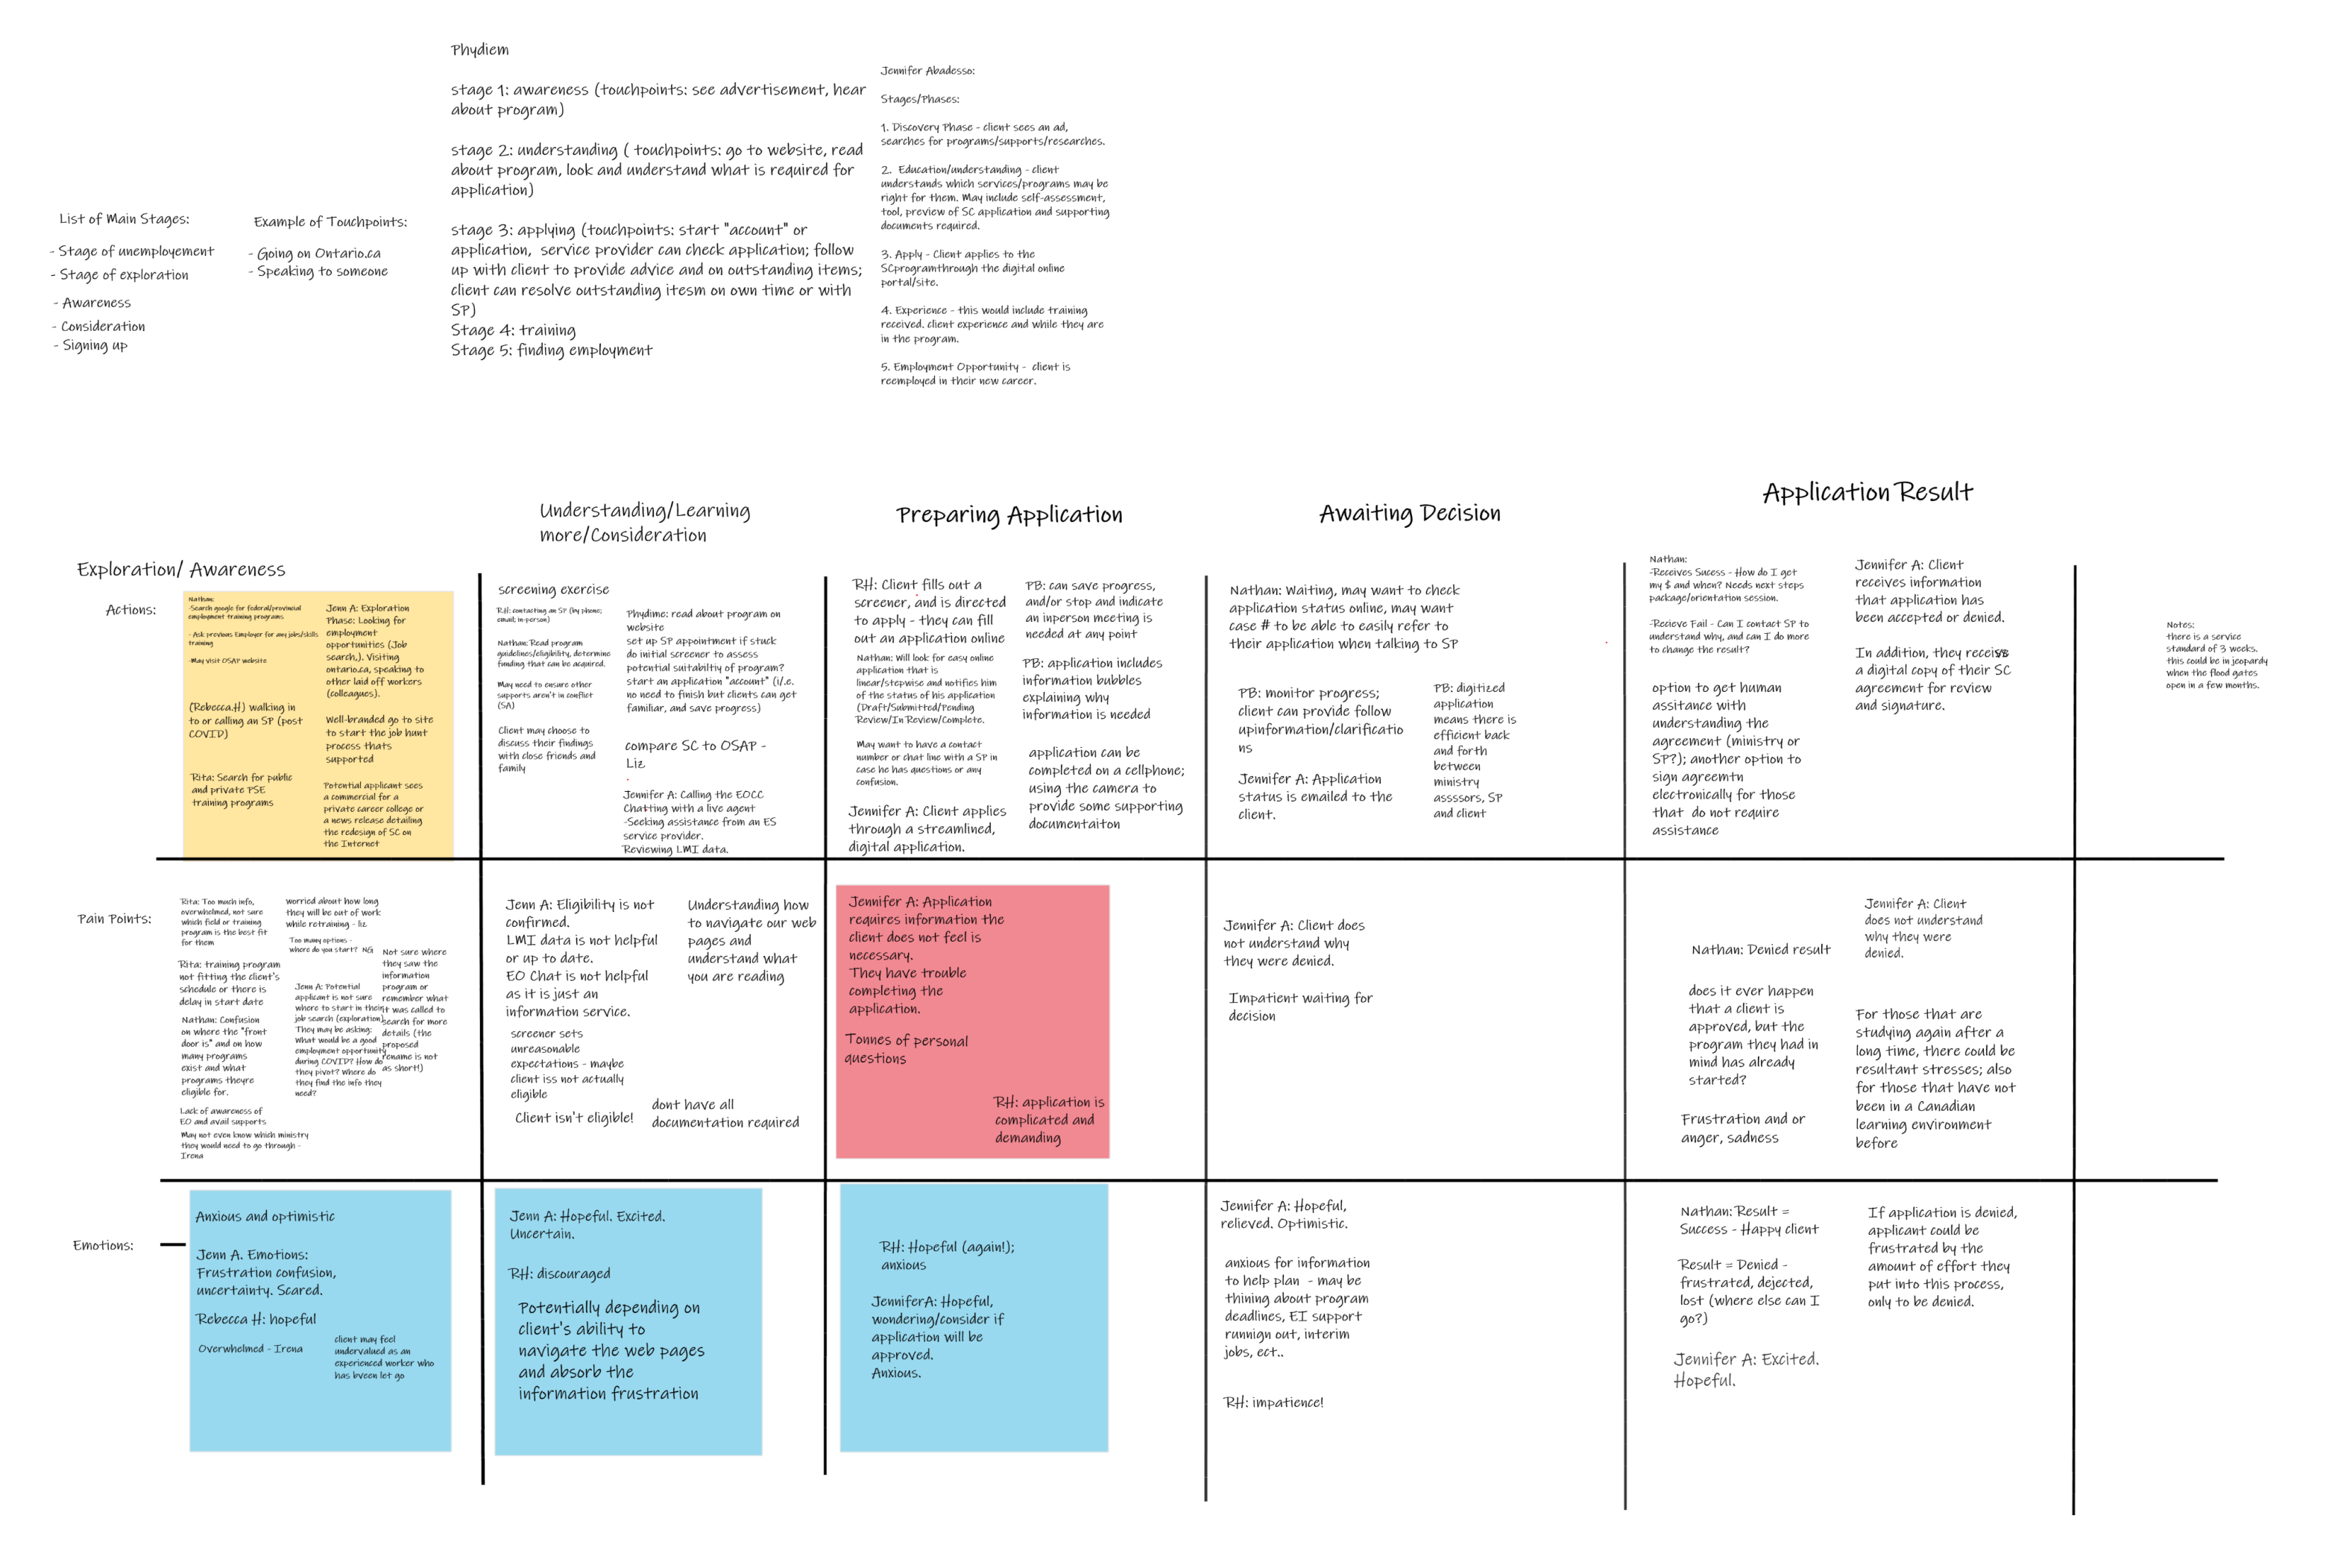 Phydiem
stage 1: awareness (touchpoints: see advertisement, hear
about program)
stage 2: understanding ( touchpoints: go to website, read
about program, look and understand what is required for
application)
stage 3: applying (touchpoints: start "account" or
application,  service provider can check application; follow
up with client to provide advice and on outstanding items;
client can resolve outstanding itesm on own time or with
SP)
Stage 4: training
Stage 5: finding employment
Jennifer Abadesso:
Stages/Phases:
1. Discovery Phase - client sees an ad,
searches for programs/supports/researches.
2.  Education/understanding - client
understands which services/programs may be
right for them. May include self-assessment,
tool, preview of SC application and supporting
documents required.
3. Apply - Client applies to the
SCprogramthrough the digital online
portal/site.
4. Experience - this would include training
received. client experience and while they are
in the program.
5. Employment Opportunity -  client is
reemployed in their new career.
List of Main Stages:
- Stage of unemployement
- Stage of exploration
- Awareness
- Consideration
- Signing up
Example of Touchpoints:
- Going on Ontario.ca
- Speaking to someone
Exploration/ Awareness
Understanding/Learning
more/Consideration
Preparing Application
Awaiting Decision
Application Result
Actions:
Nathan:
-Search google for federal/provinial
employment training programs
- Ask previous Employer for any jobs/skills
training
-May visit OSAP website
(Rebecca.H) walking in
to or calling an SP (post
COVID)
Rita: Search for public
and private PSE
training programs
Jenn A: Exploration
Phase: Looking for
employment
opportunities (Job
search,). Visiting
ontario.ca, speaking to
other laid off workers
(colleagues).
Well-branded go to site
to start the job hunt
process thats
supported
Potential applicant sees
a commercial for a
private career college or
a news release detailing
the redesign of SC on
the Internet
screening exercise
RH: contacting an SP (by phone;
email; in-person)
Nathan:Read program
guidelines/eligibility, determine
funding that can be acquired.
May need to ensure other
supports aren't in conflict
(SA)
Client may choose to
discuss their findings
with close friends and
family
Phydime: read about program on
website
set up SP appointment if stuck
do initial screener to assess
potential suitabiltiy of program?
start an application "account" (i/.e.
no need to finish but clients can get
familiar, and save progress)
compare SC to OSAP -
Liz
.
Jennifer A: Calling the EOCC
Chatting with a live agent
-Seeking assistance from an ES
service provider.
Reviewing LMI data.
RH: Client fills out a
screener, and is directed
to apply - they can fill
out an application online
Nathan: Will look for easy online
application that is
linear/stepwise and notifies him
of the status of his application
(Draft/Submitted/Pending
Review/In Review/Complete.
May want to have a contact
number or chat line with a SP in
case he has questions or any
confusion.
Jennifer A: Client applies
through a streamlined,
digital application.
PB: can save progress,
and/or stop and indicate
an inperson meeting is
needed at any point
PB: application includes
information bubbles
explaining why
information is needed
application can be
completed on a cellphone;
using the camera to
provide some supporting
documentaiton
Nathan: Waiting, may want to check
application status online, may want
case # to be able to easily refer to
their application when talking to SP
PB: monitor progress;
client can provide follow
upinformation/clarificatio
ns
Jennifer A: Application
status is emailed to the
client.
PB: digitized
application
means there is
efficient back
and forth
between
ministry
asssors, SP
and client
Nathan:
-Receives Sucess - How do I get
my $ and when? Needs next steps
package/orientation session.
-Recieve Fail - Can I contact SP to
understand why, and can I do more
to change the result?
option to get human
assitance with
understanding the
agreement (ministry or
SP?); another option to
sign agreemtn
electronically for those
that  do not require
assistance
Jennifer A: Client
receives information
that application has
been accepted or denied.
In addition, they receive
a digital copy of their SC
agreement for review
and signature.
Notes:
there is a service
standard of 3 weeks.
this could be in jeopardy
when the flood gates
open in a few months.
Pain Points:
Rita: Too much info,
overwhelmed, not sure
which field or training
program is the best fit
for them
Rita: training program
not fitting the client's
schedule or there is
delay in start date
Nathan: Confusion
on where the "front
door is" and on how
many programs
exist and what
programs theyre
eligible for.
Lack of awareness of
EO and avail supports
May not even know which ministry
they would need to go through -
Irena
worried about how long
they will be out of work
while retraining - liz
Too many options -
where do you start?  NG
Jenn A: Potential
applicant is not sure
where to start in their
job search (exploration)
They may be asking:
What would be a good
employment opportunity
during COVID? How do
they pivot? Where do
they find the info they
need?
Not sure where
they saw the
information
program or
remember what
it was called to
search for more
details (the
proposed
rename is not
as short!)
Jenn A: Eligibility is not
confirmed.
LMI data is not helpful
or up to date.
EO Chat is not helpful
as it is just an
information service.
screener sets
unreasonable
expectations - maybe
client iss not actually
eligible
Client isn't eligible!
Understanding how
to navigate our web
pages and
understand what
you are reading
dont have all
documentation required
Jennifer A: Application
requires information the
client does not feel is
necessary.
They have trouble
completing the
application.
Tonnes of personal
questions
RH: application is
complicated and
demanding
Jennifer A: Client does
not understand why
they were denied.
Impatient waiting for
decision
Nathan: Denied result
does it ever happen
that a client is
approved, but the
program they had in
mind has already
started?
Frustration and or
anger, sadness
Jennifer A: Client
does not understand
why they were
denied.
For those that are
studying again after a
long time, there could be
resultant stresses; also
for those that have not
been in a Canadian
learning environment
before
Emotions:
Anxious and optimistic
Jenn A. Emotions:
Frustration confusion,
uncertainty. Scared.
Rebecca H: hopeful
Overwhelmed - Irena
client may feel
undervalued as an
experienced worker who
has bveen let go
Jenn A: Hopeful. Excited.
Uncertain.
RH: discouraged
Potentially depending on
client's ability to
navigate the web pages
and absorb the
information frustration
RH: Hopeful (again!);
anxious
JenniferA: Hopeful,
wondering/consider if
application will be
approved.
Anxious.
Jennifer A: Hopeful,
relieved. Optimistic.
anxious for information
to help plan  - may be
thining about program
deadlines, EI support
runnign out, interim
jobs, ect..
RH: impatience!
Nathan: Result =
Success - Happy client
Result = Denied -
frustrated, dejected,
lost (where else can I
go?)
Jennifer A: Excited.
Hopeful.
If application is denied,
applicant could be
frustrated by the
amount of effort they
put into this process,
only to be denied.